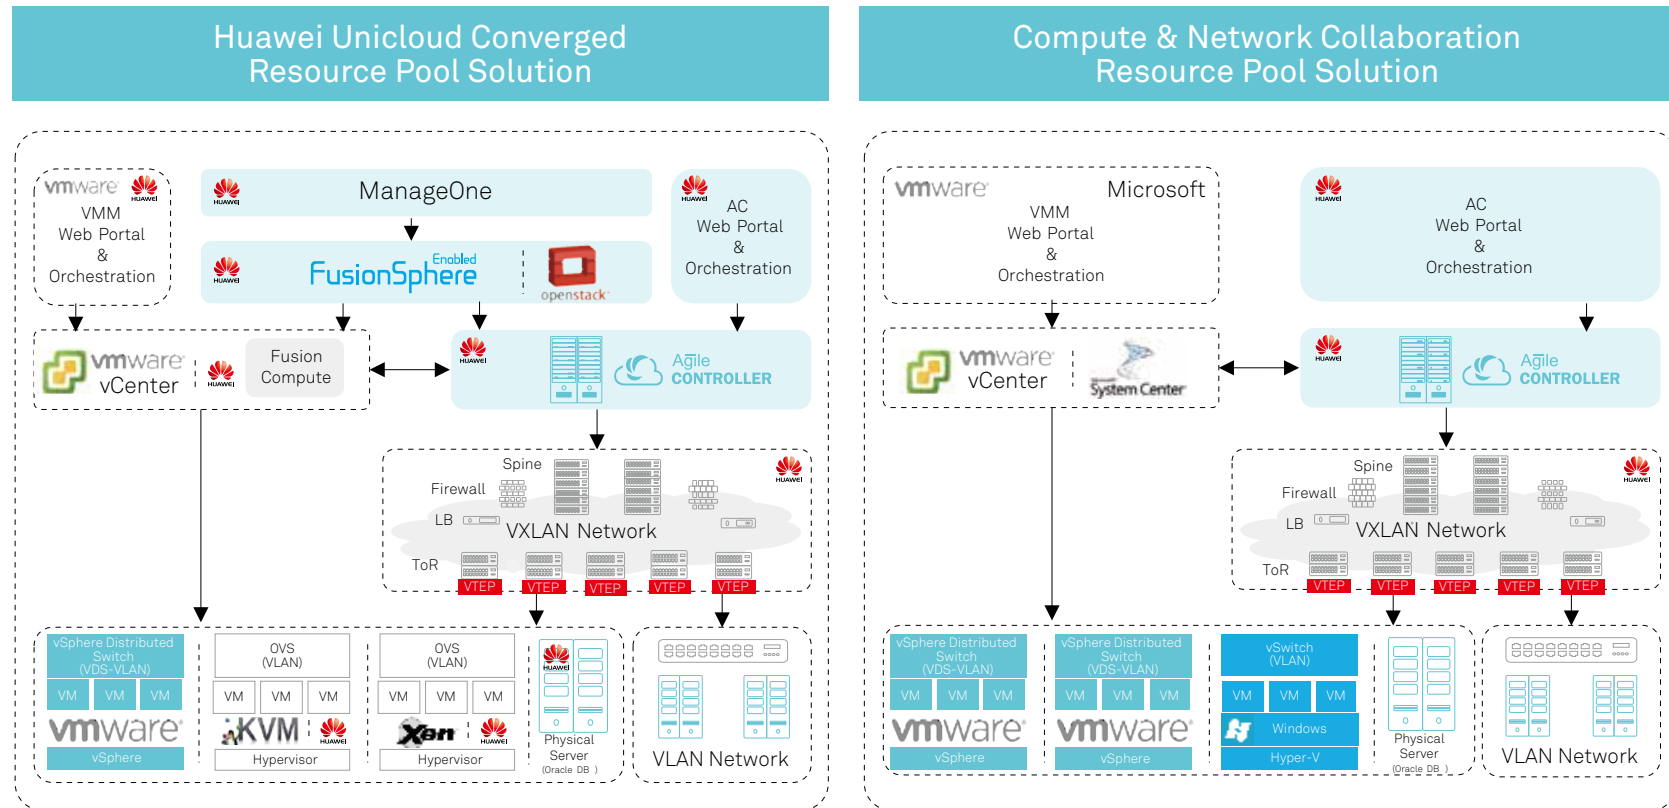 Huawei Unicloud Converged
Resource Pool Solution
vmware
HUAWEI
VMM
Web Portal
&
Orchestration
HUAWEI
ManageOne
HUAWEI
FusionSphere
Enabled
openstack
HUAWEI
AC
Web Portal
&
Orchestration
vmware
vCenter
HUAWEI
Fusion
Compute
HUAWEI
Agile
CONTROLLER
HUAWEI
Spine
Firewall
LB
VXLAN Network
ToR
VTEP
VTEP
VTEP
VTEP
VTEP
vSphere Distributed
Switch
(VDS-VLAN)
VM VM VM
vmware
vSphere
OVS
(VLAN)
VM VM VM
KVM
HUAWEI
Hypervisor
OVS
(VLAN)
VM VM VM
Xen
HUAWEI
Hypervisor
HUAWEI
Physical
Server
(Oracle DB )
VLAN Network
Compute & Network Collaboration
Resource Pool Solution
vmware
Microsoft
VMM
Web Portal
&
Orchestration
HUAWEI
AC
Web Portal
&
Orchestration
vmware
vCenter
System Center
HUAWEI
Agile
CONTROLLER
HUAWEI
Spine
Firewall
LB
VXLAN Network
ToR
VTEP
VTEP
VTEP
VTEP
VTEP
vSphere Distributed
Switch
(VDS-VLAN)
VM VM VM
vmware
vSphere
vSphere Distributed
Switch
(VDS-VLAN)
VM VM VM
vmware
vSphere
vSwitch
(VLAN)
VM VM VM
Windows
Hyper-V
Physical
Server
(Oracle DB )
VLAN Network